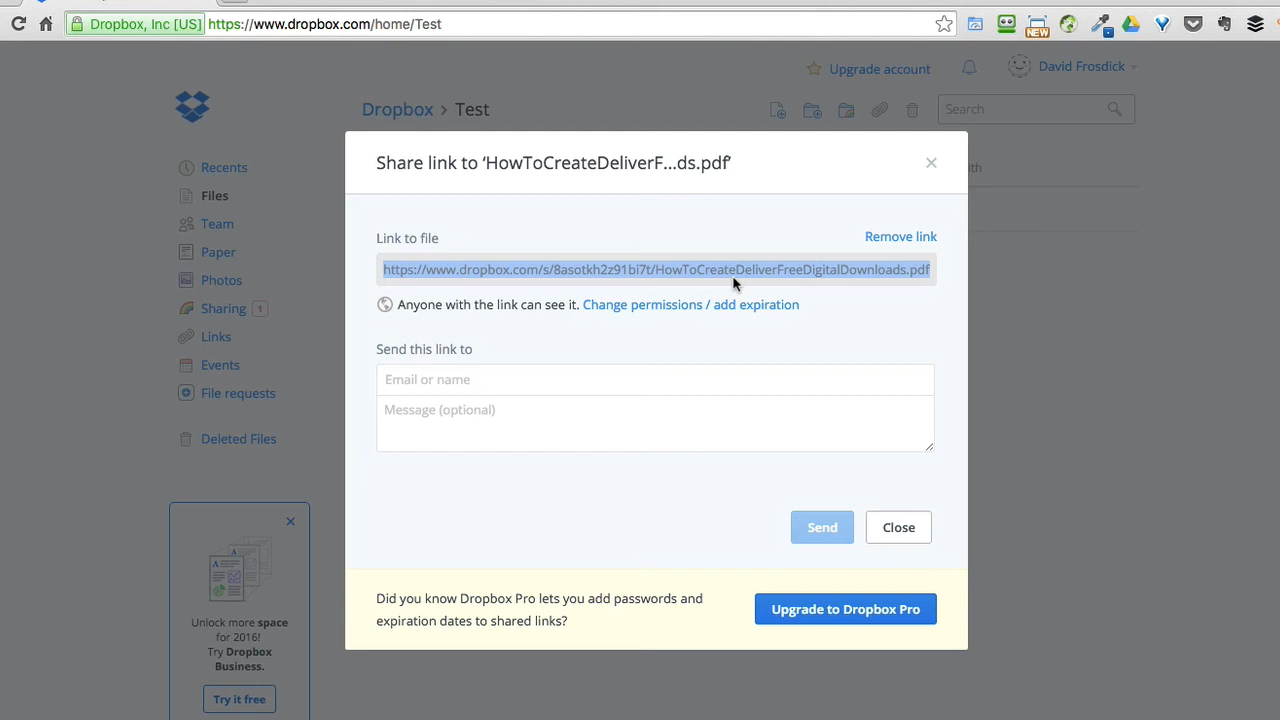 Dropbox, Inc [US] https://www.dropbox.com/home/Test
NEW
Upgrade account
David Frosdick
Dropbox › Test
Search
Recents
Files
Team
Paper
Photos
Sharing 1
Links
Events
File requests
Deleted Files
Share link to ‘HowToCreateDeliverF...ds.pdf’
Link to file
Remove link
https://www.dropbox.com/s/8asotkh2z91bi7t/HowToCreateDeliverFreeDigitalDownloads.pdf
Anyone with the link can see it. Change permissions / add expiration
Send this link to
Email or name
Message (optional)
Send
Close
Did you know Dropbox Pro lets you add passwords and
expiration dates to shared links?
Upgrade to Dropbox Pro
Unlock more space
for 2016!
Try Dropbox
Business.
Try it free